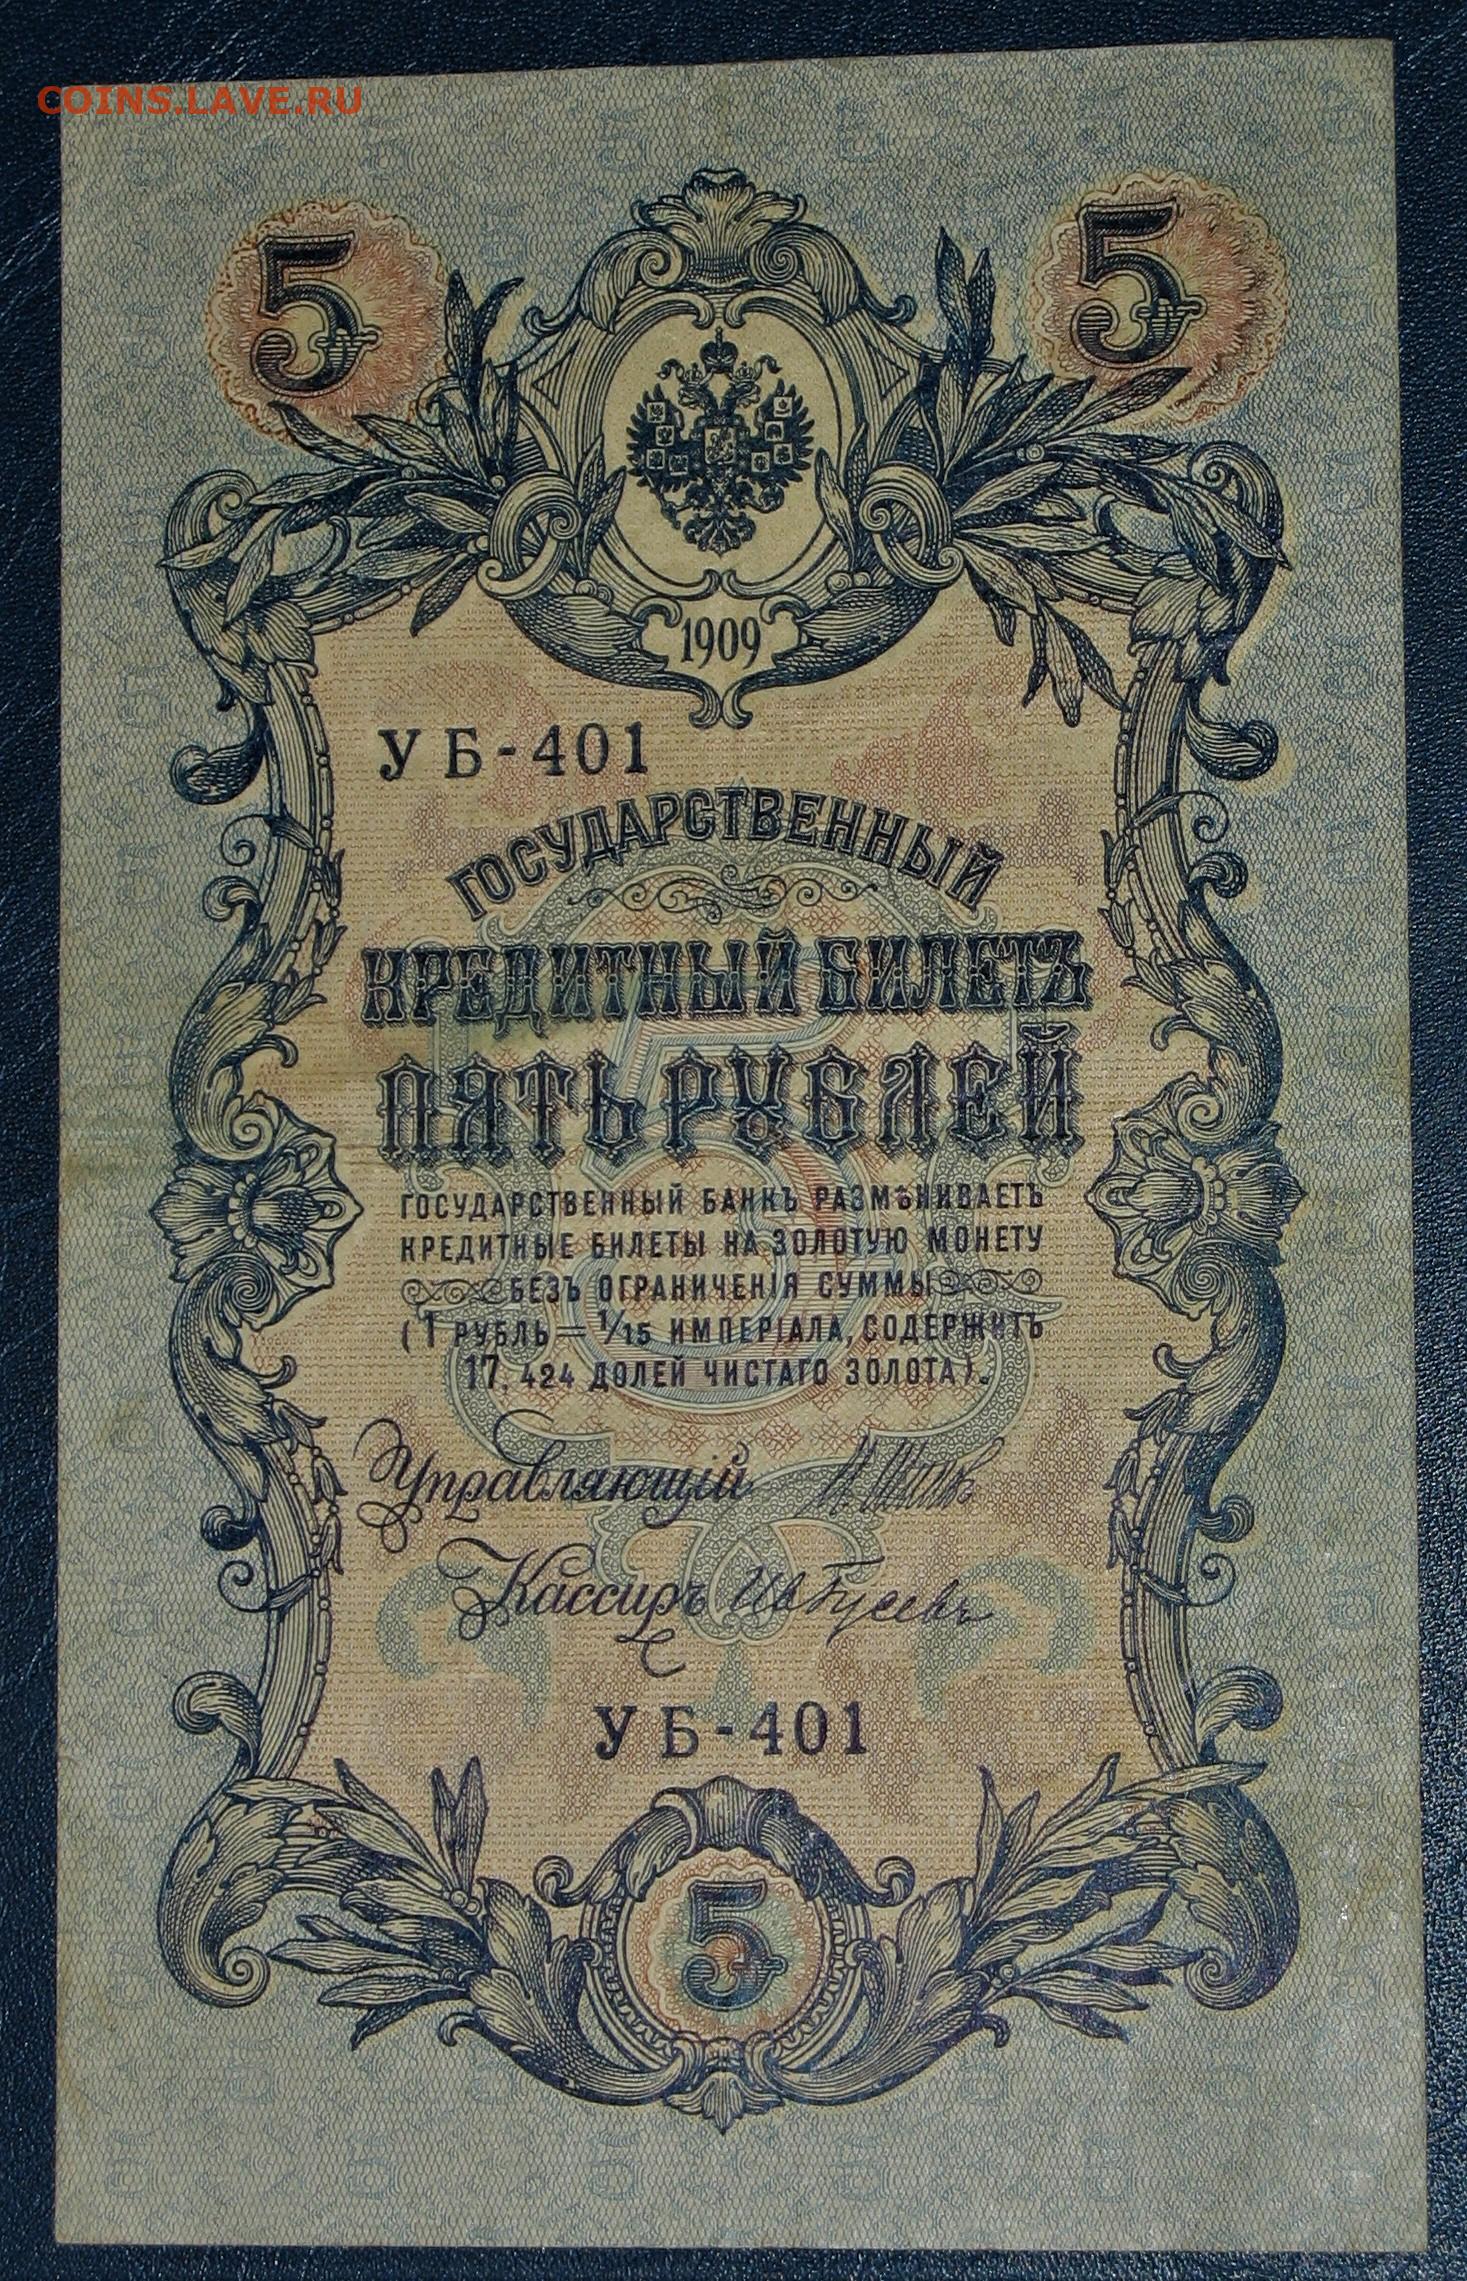 COINS.LAVE.RU
5 5
1909
УБ-401
ГОСУДАРСТВЕННЫЙ
КРЕДИТНЫЙ БИЛЕТЪ
ПЯТЬ РУБЛЕЙ
ГОСУДАРСТВЕННЫЙ БАНКЪ РАЗМѢНИВАЕТЪ
КРЕДИТНЫЕ БИЛЕТЫ НА ЗОЛОТУЮ МОНЕТУ
БЕЗЪ ОГРАНИЧЕНІЯ СУММЫ
(1 РУБЛЬ = 1/15 ИМПЕРІАЛА, СОДЕРЖИТЪ
17,424 ДОЛЕЙ ЧИСТАГО ЗОЛОТА).
Управляющій
Кассиръ
УБ-401
5